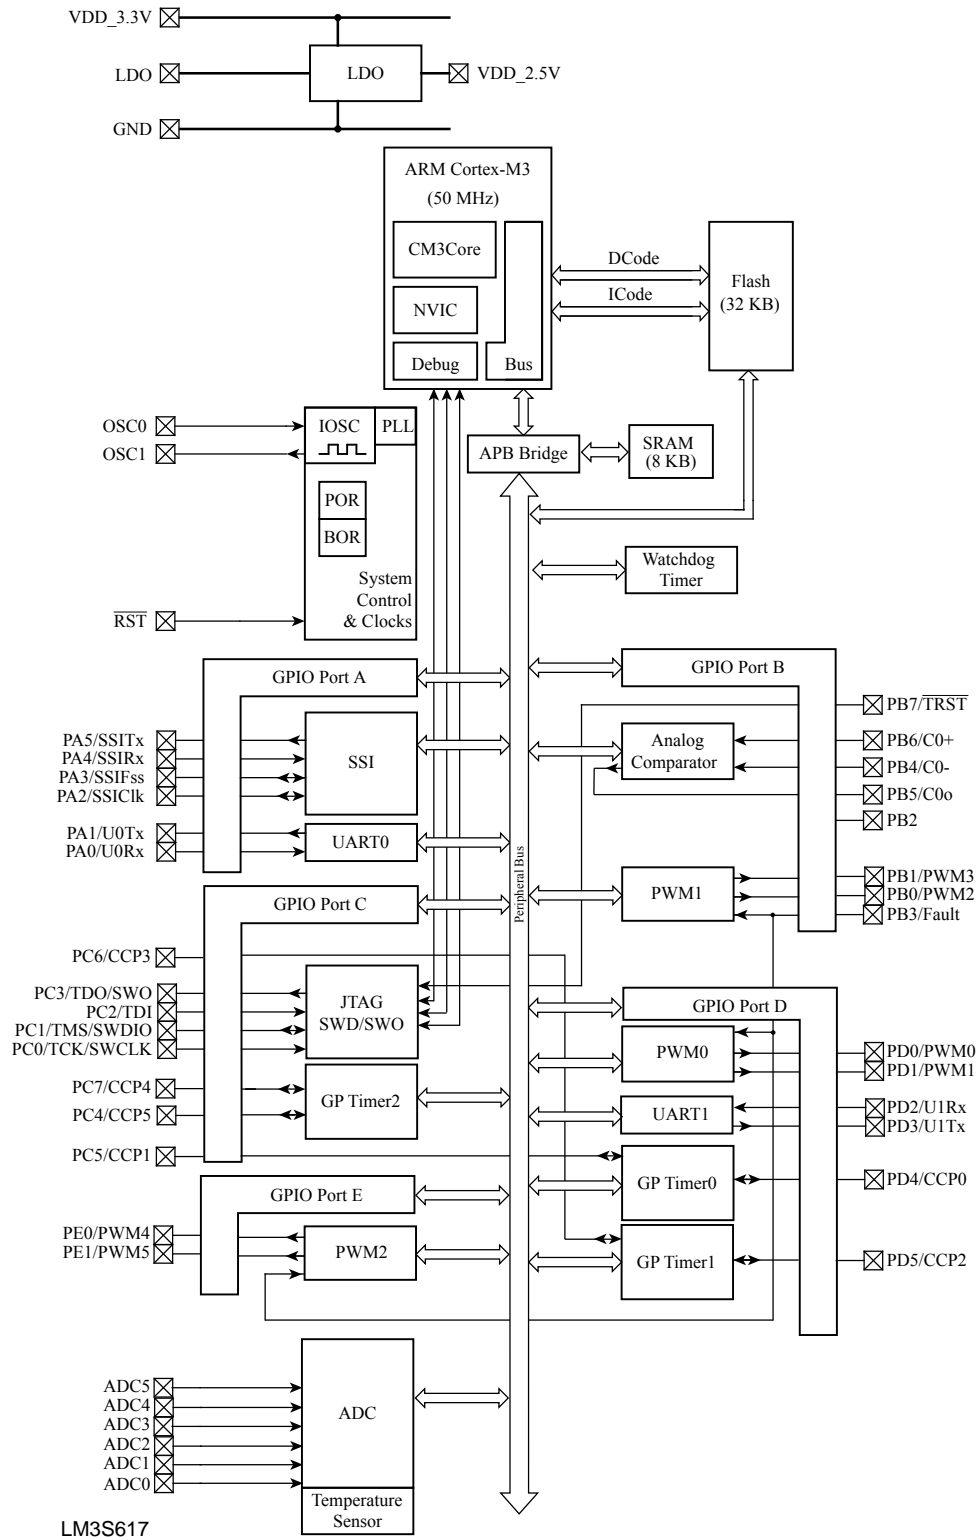 VDD_3.3V
LDO
LDO
VDD_2.5V
GND
ARM Cortex-M3
(50 MHz)
CM3Core
NVIC
Debug
Bus
DCode
ICode
Flash
(32 KB)
OSC0
OSC1
IOSC
PLL
POR
BOR
System
Control
& Clocks
RST
APB Bridge
SRAM
(8 KB)
Watchdog
Timer
Peripheral Bus
GPIO Port A
PA5/SSITx
PA4/SSIRx
PA3/SSIFss
PA2/SSIClk
SSI
PA1/U0Tx
PA0/U0Rx
UART0
GPIO Port B
PB7/TRST
Analog
Comparator
PB6/C0+
PB4/C0-
PB5/C0o
PB2
PWM1
PB1/PWM3
PB0/PWM2
PB3/Fault
GPIO Port C
PC6/CCP3
PC3/TDO/SWO
PC2/TDI
PC1/TMS/SWDIO
PC0/TCK/SWCLK
JTAG
SWD/SWO
PC7/CCP4
PC4/CCP5
GP Timer2
PC5/CCP1
GPIO Port D
PWM0
PD0/PWM0
PD1/PWM1
UART1
PD2/U1Rx
PD3/U1Tx
GP Timer0
PD4/CCP0
GP Timer1
PD5/CCP2
GPIO Port E
PE0/PWM4
PE1/PWM5
PWM2
ADC5
ADC4
ADC3
ADC2
ADC1
ADC0
ADC
Temperature
Sensor
LM3S617